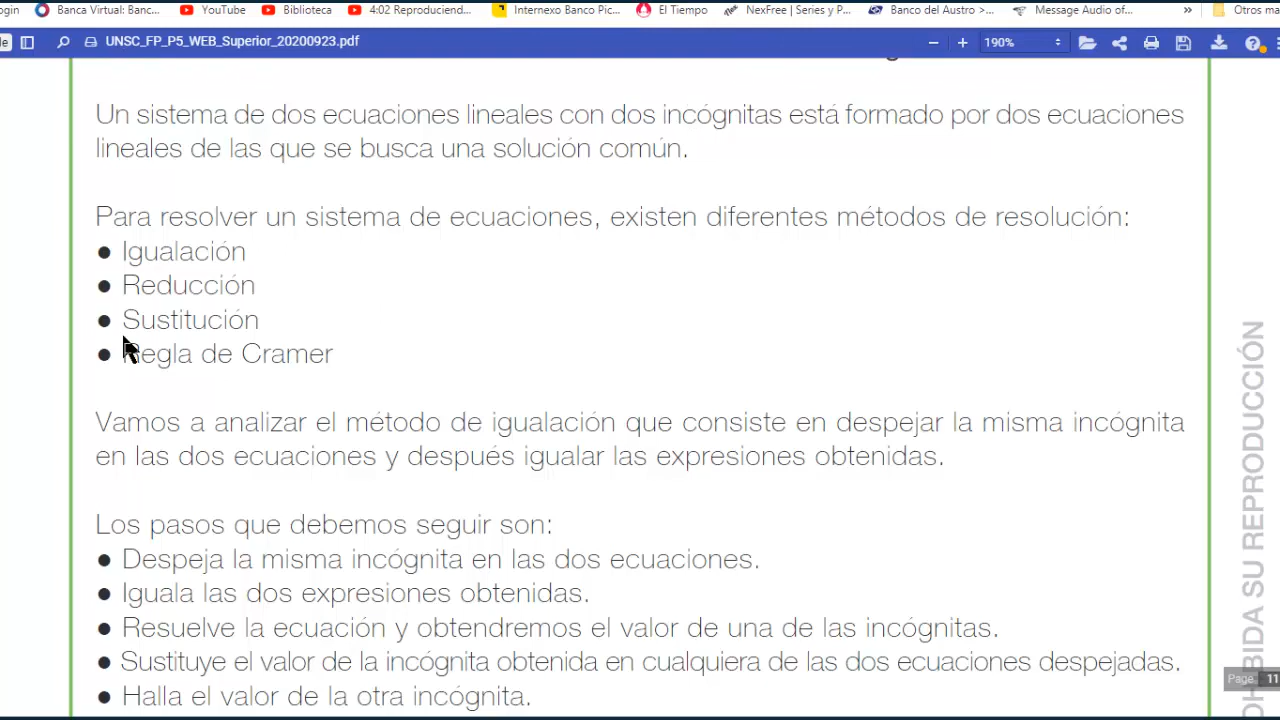 ogin Banca Virtual: Banc... YouTube Biblioteca 4:02 Reproduciend... Internexo Banco Pic... El Tiempo NexFree | Series y P... Banco del Austro >... Message Audio of... » Otros ma
UNSC_FP_P5_WEB_Superior_20200923.pdf 190%
Un sistema de dos ecuaciones lineales con dos incógnitas está formado por dos ecuaciones
lineales de las que se busca una solución común.
Para resolver un sistema de ecuaciones, existen diferentes métodos de resolución:
● Igualación
● Reducción
● Sustitución
● Regla de Cramer
Vamos a analizar el método de igualación que consiste en despejar la misma incógnita
en las dos ecuaciones y después igualar las expresiones obtenidas.
Los pasos que debemos seguir son:
● Despeja la misma incógnita en las dos ecuaciones.
● Iguala las dos expresiones obtenidas.
● Resuelve la ecuación y obtendremos el valor de una de las incógnitas.
● Sustituye el valor de la incógnita obtenida en cualquiera de las dos ecuaciones despejadas.
● Halla el valor de la otra incógnita.
OHIBIDA SU REPRODUCCIÓN
Page 11